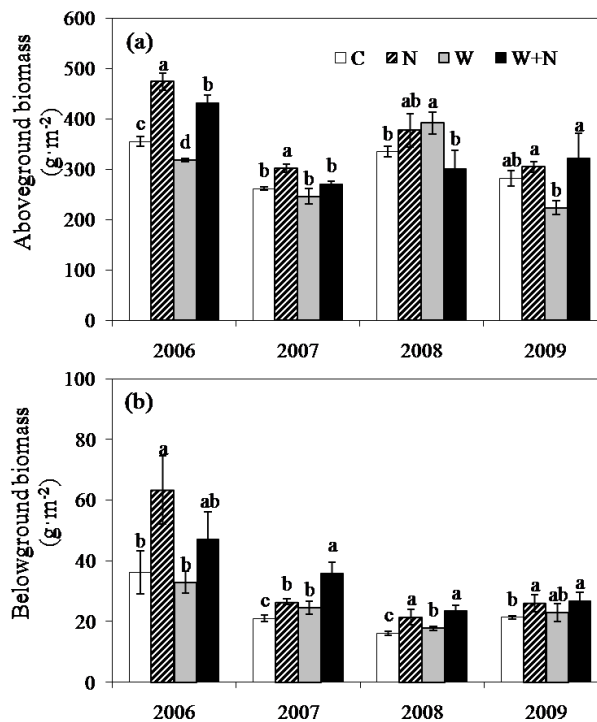 (a)
C N W W+N
Aboveground biomass
(g·m⁻²)
600
500
400
300
200
100
0
c a d b
b a b b
b ab a b
ab a b a
2006 2007 2008 2009
(b)
Belowground biomass
(g·m⁻²)
100
80
60
40
20
0
b a b ab
c b b a
c a b a
b a ab a
2006 2007 2008 2009